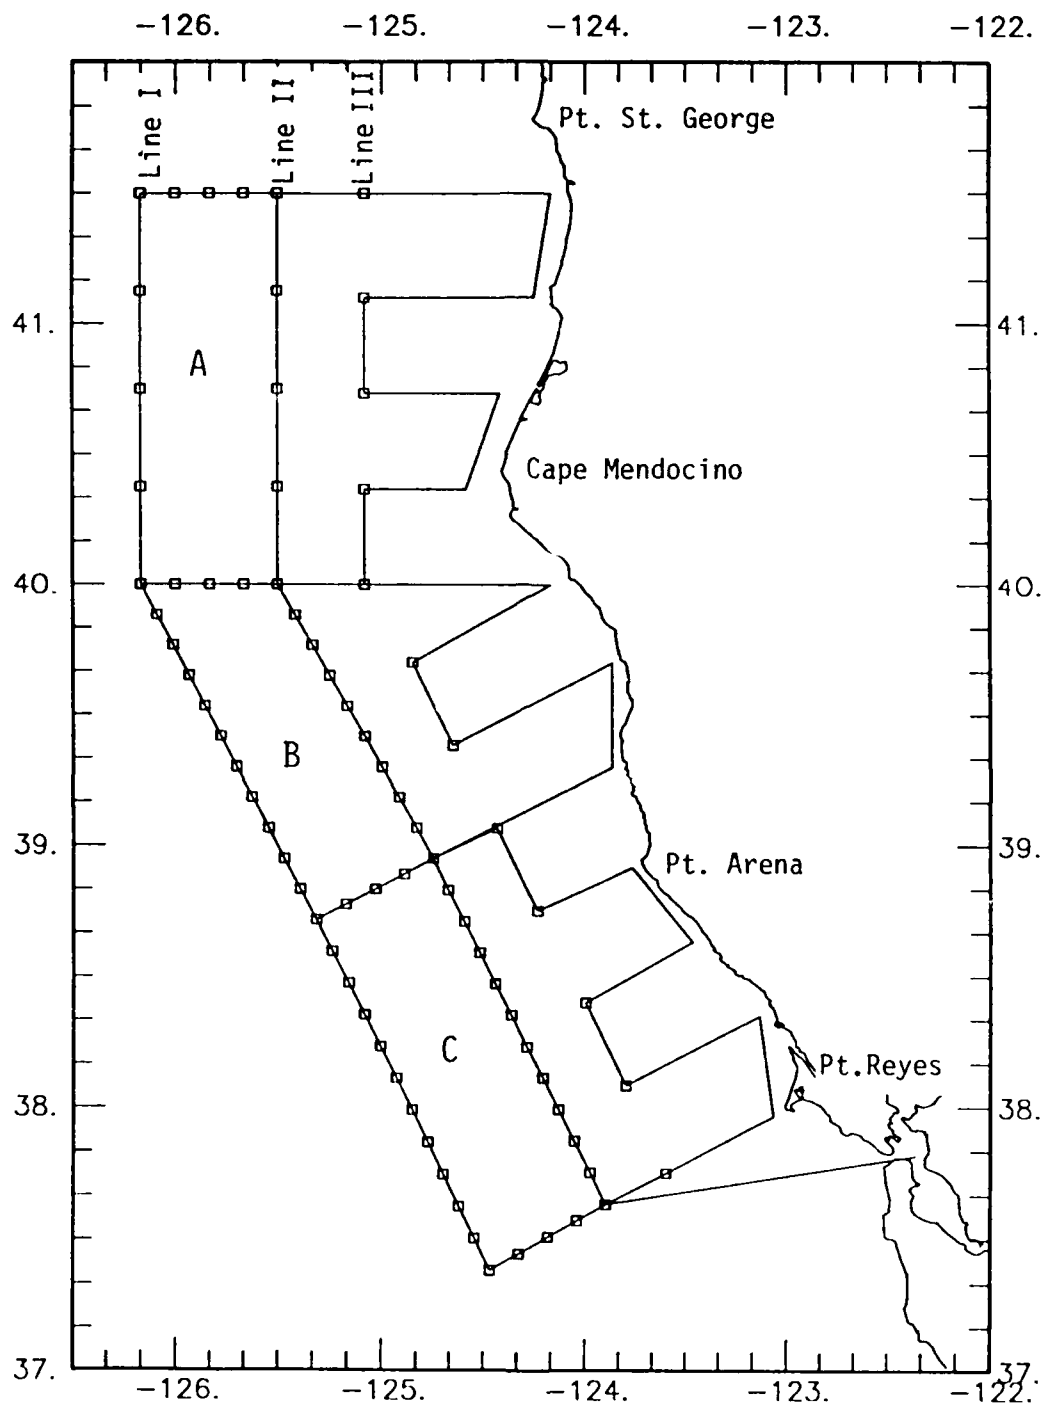 -126. -125. -124. -123. -122.
Line I
Line II
Line III
Pt. St. George
41. 41.
A
Cape Mendocino
40. 40.
B
39. 39.
Pt. Arena
C
Pt.Reyes
38. 38.
37. 37.
-126. -125. -124. -123. -122.